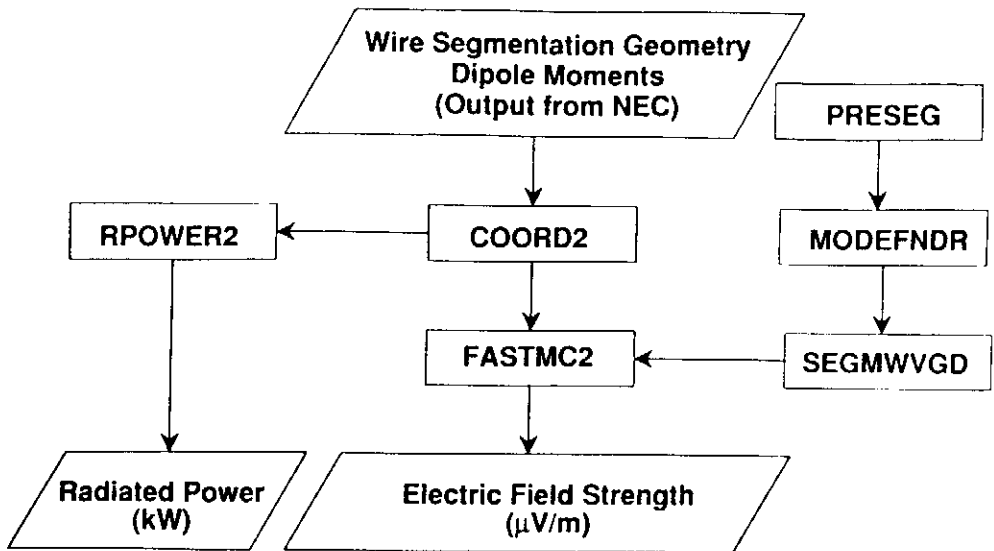 Wire Segmentation Geometry
Dipole Moments
(Output from NEC)
PRESEG
RPOWER2
COORD2
MODEFNDR
FASTMC2
SEGMWVGD
Radiated Power
(kW)
Electric Field Strength
(μV/m)